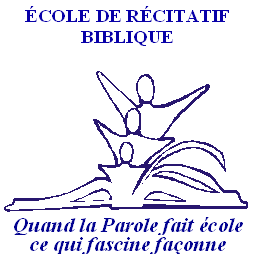 ÉCOLE DE RÉCITATIF
BIBLIQUE
Quand la Parole fait école
ce qui fascine façonne